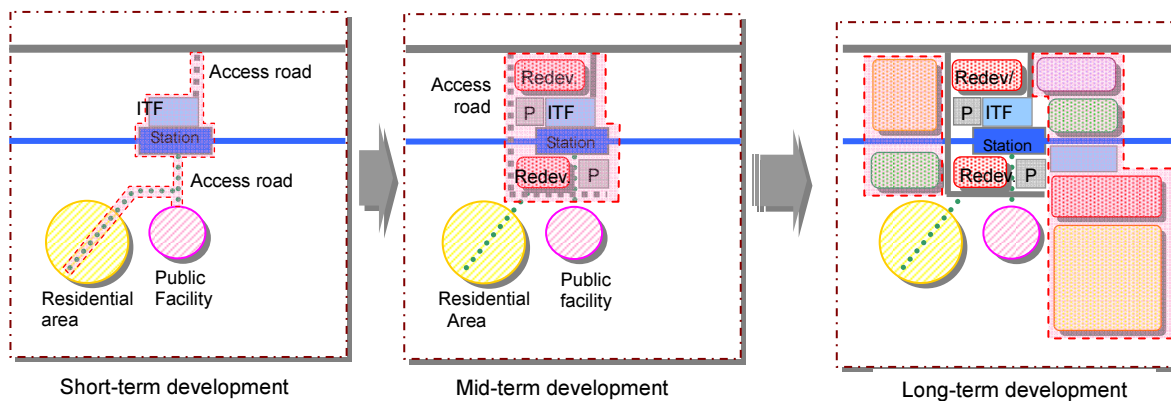 Access road
ITF
Station
Access road
Residential
area
Public
Facility
Short-term development
Access
road
Redev.
P
ITF
Station
Redev.
P
Residential
Area
Public
facility
Mid-term development
Redev/
P
ITF
Station
Redev.
P
Long-term development